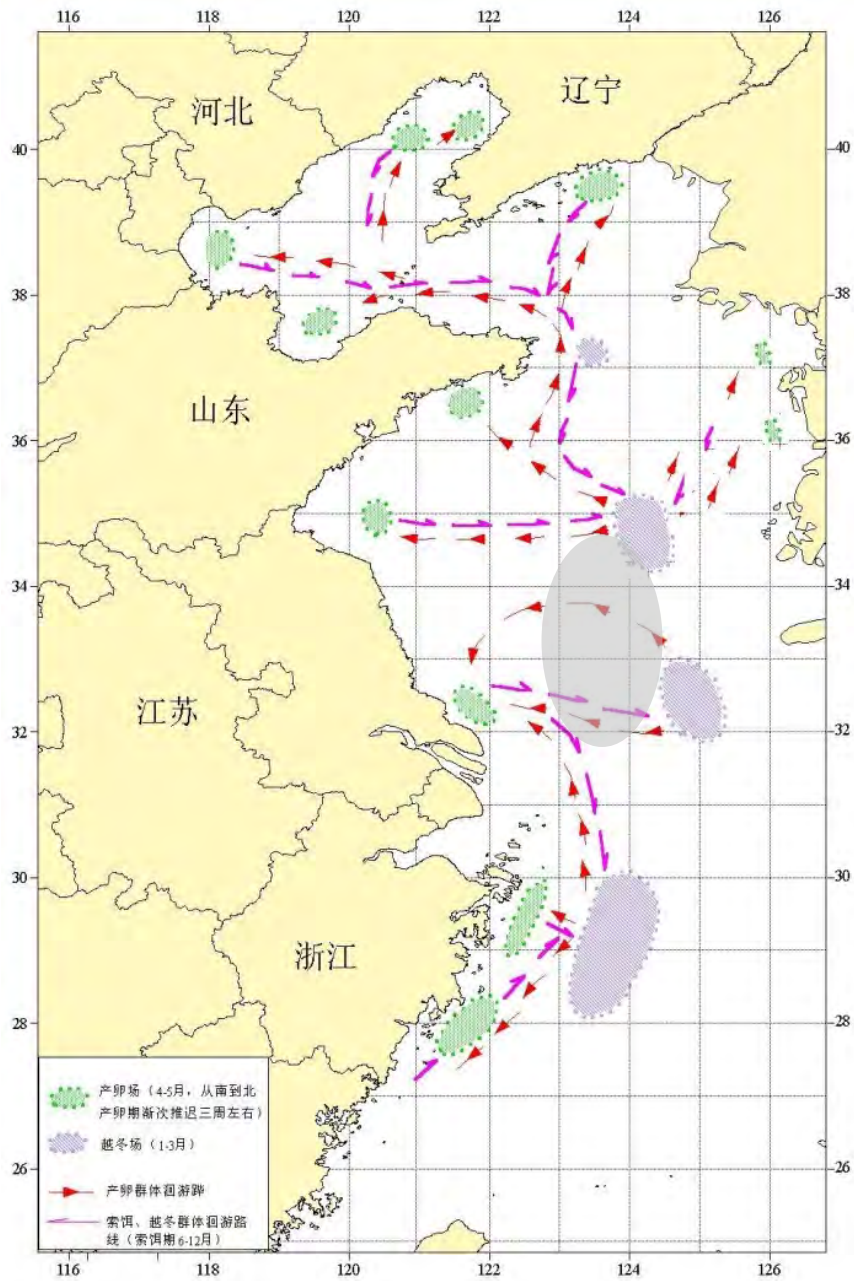 116 118 120 122 124 126
辽宁
河北
40 40
38 38
山东
36 36
34 34
江苏
32 32
30 30
浙江
28 28
产卵场（4-5月，从南到北
产卵期渐次推迟三周左右）
越冬场（1-3月）
26 26
产卵群体洄游路
索饵、越冬群体洄游路
线（索饵期6-12月）
116 118 120 122 124 126